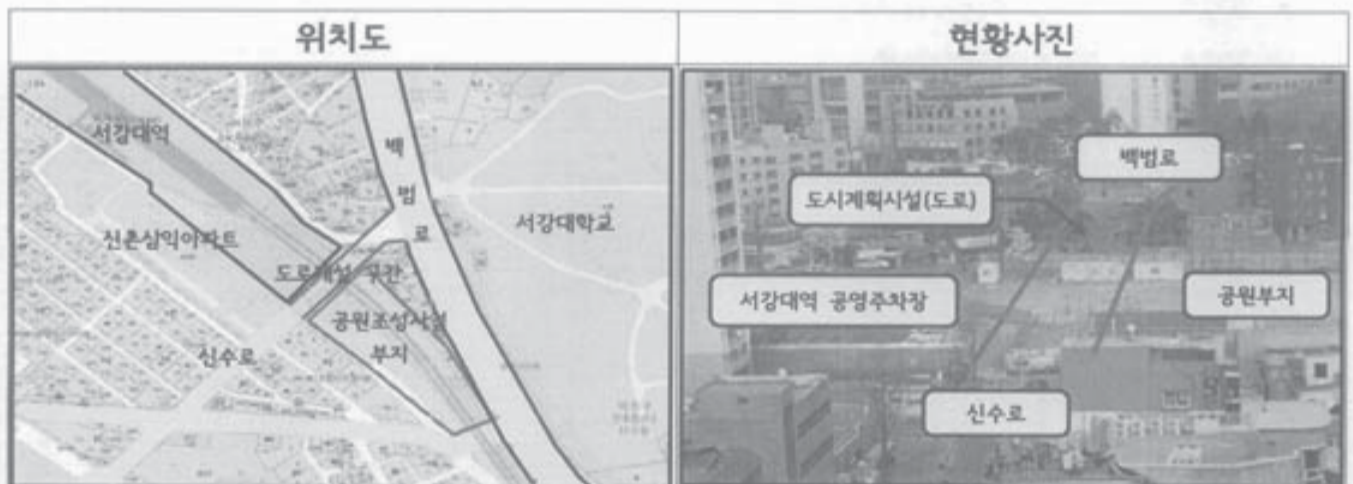 위치도
현황사진
서강대역
신촌삼익아파트
백
범
로
서강대학교
도로개설 구간
공원조성시설
부지
신수로
백범로
도시계획시설(도로)
서강대역 공영주차장
공원부지
신수로